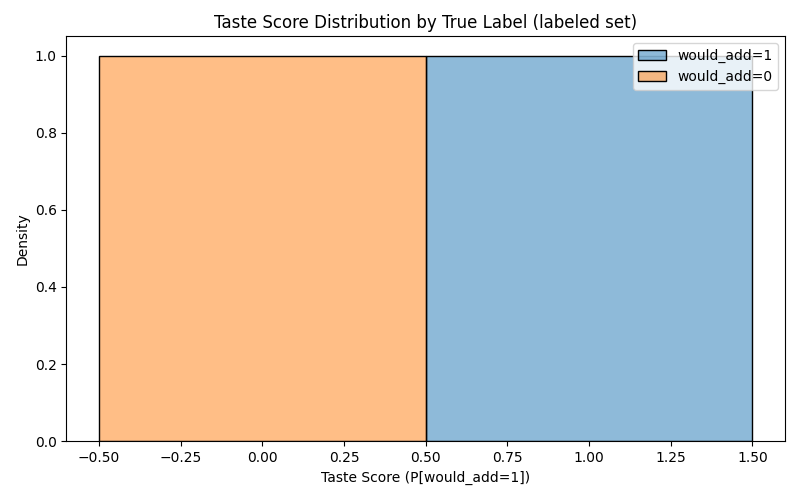 Taste Score Distribution by True Label (labeled set)
would_add=1
would_add=0
1.0
0.8
0.6
0.4
0.2
0.0
Density
−0.50 −0.25 0.00 0.25 0.50 0.75 1.00 1.25 1.50
Taste Score (P[would_add=1])